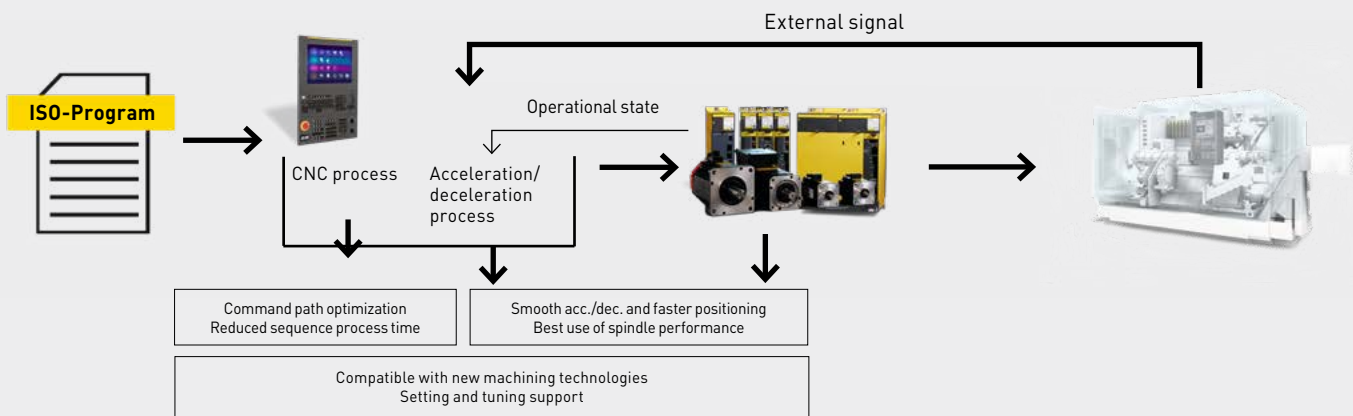 External signal
ISO-Program
Operational state
CNC process
Acceleration/
deceleration
process
Command path optimization
Reduced sequence process time
Smooth acc./dec. and faster positioning
Best use of spindle performance
Compatible with new machining technologies
Setting and tuning support